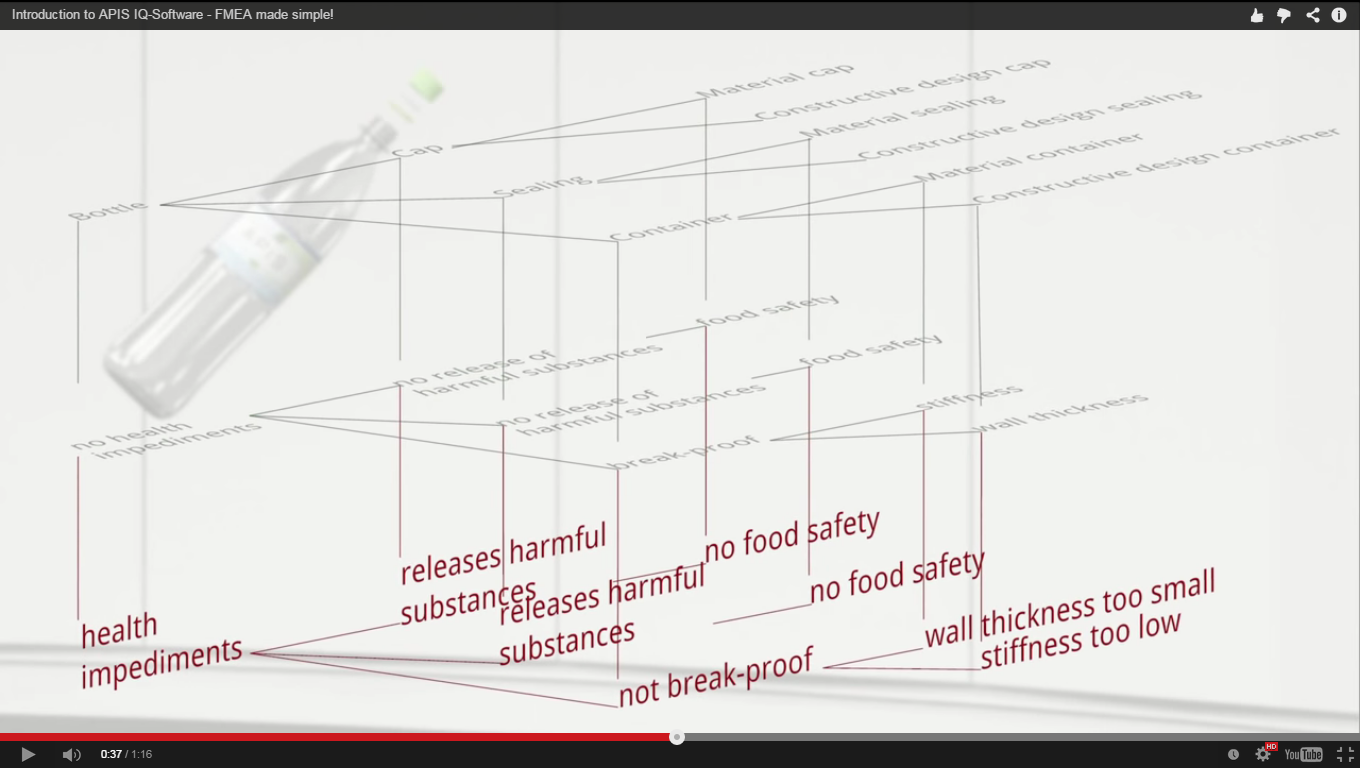 Introduction to APIS IQ-Software - FMEA made simple!
Material cap
Constructive design cap
Cap
Material sealing
Constructive design sealing
Sealing
Material container
Constructive design container
Bottle
Container
food safety
no release of
harmful substances
food safety
no release of
harmful substances
stiffness
wall thickness
no health
impediments
break-proof
releases harmful
substances
no food safety
releases harmful
substances
no food safety
health
impediments
wall thickness too small
stiffness too low
not break-proof
0:37 / 1:16
HD
YouTube